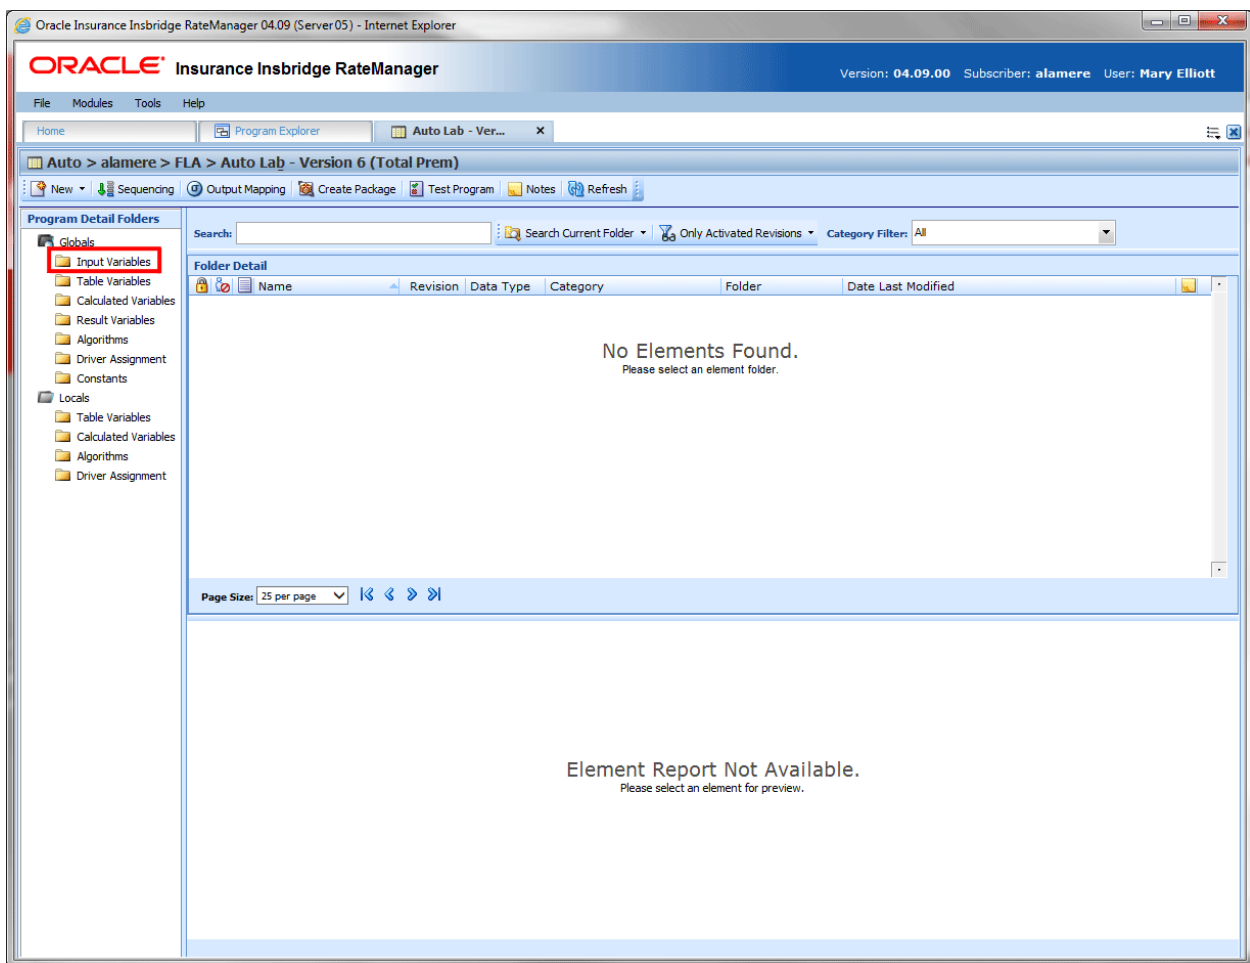 Oracle Insurance Insbridge RateManager 04.09 (Server05) - Internet Explorer
ORACLE Insurance Insbridge RateManager
Version: 04.09.00 Subscriber: alamere User: Mary Elliott
File Modules Tools Help
Home Program Explorer Auto Lab - Ver... x
Auto > alamere > FLA > Auto Lab - Version 6 (Total Prem)
New Sequencing Output Mapping Create Package Test Program Notes Refresh
Program Detail Folders
Globals
Input Variables
Table Variables
Calculated Variables
Result Variables
Algorithms
Driver Assignment
Constants
Locals
Table Variables
Calculated Variables
Algorithms
Driver Assignment
Search: Search Current Folder Only Activated Revisions Category Filter: All
Folder Detail
Name Revision Data Type Category Folder Date Last Modified
No Elements Found.
Please select an element folder.
Page Size: 25 per page
Element Report Not Available.
Please select an element for preview.